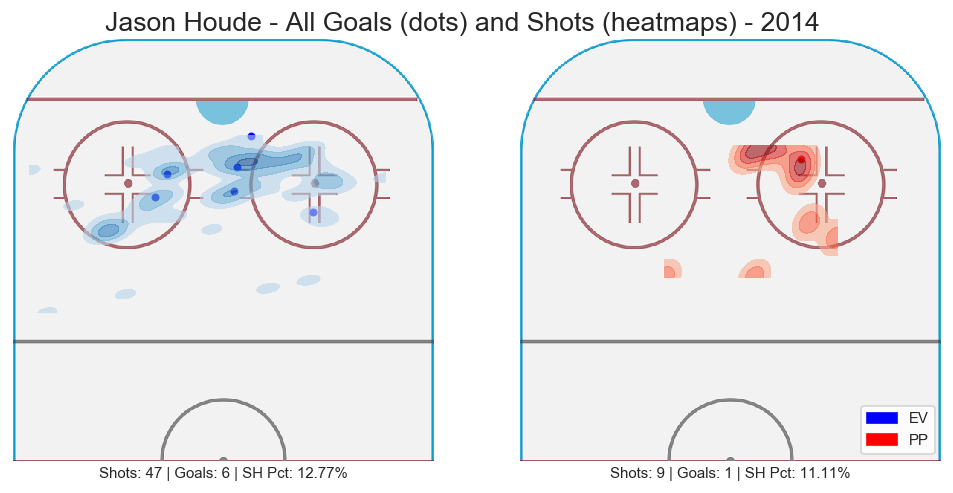 Jason Houde - All Goals (dots) and Shots (heatmaps) - 2014
EV
PP
Shots: 47 | Goals: 6 | SH Pct: 12.77%
Shots: 9 | Goals: 1 | SH Pct: 11.11%